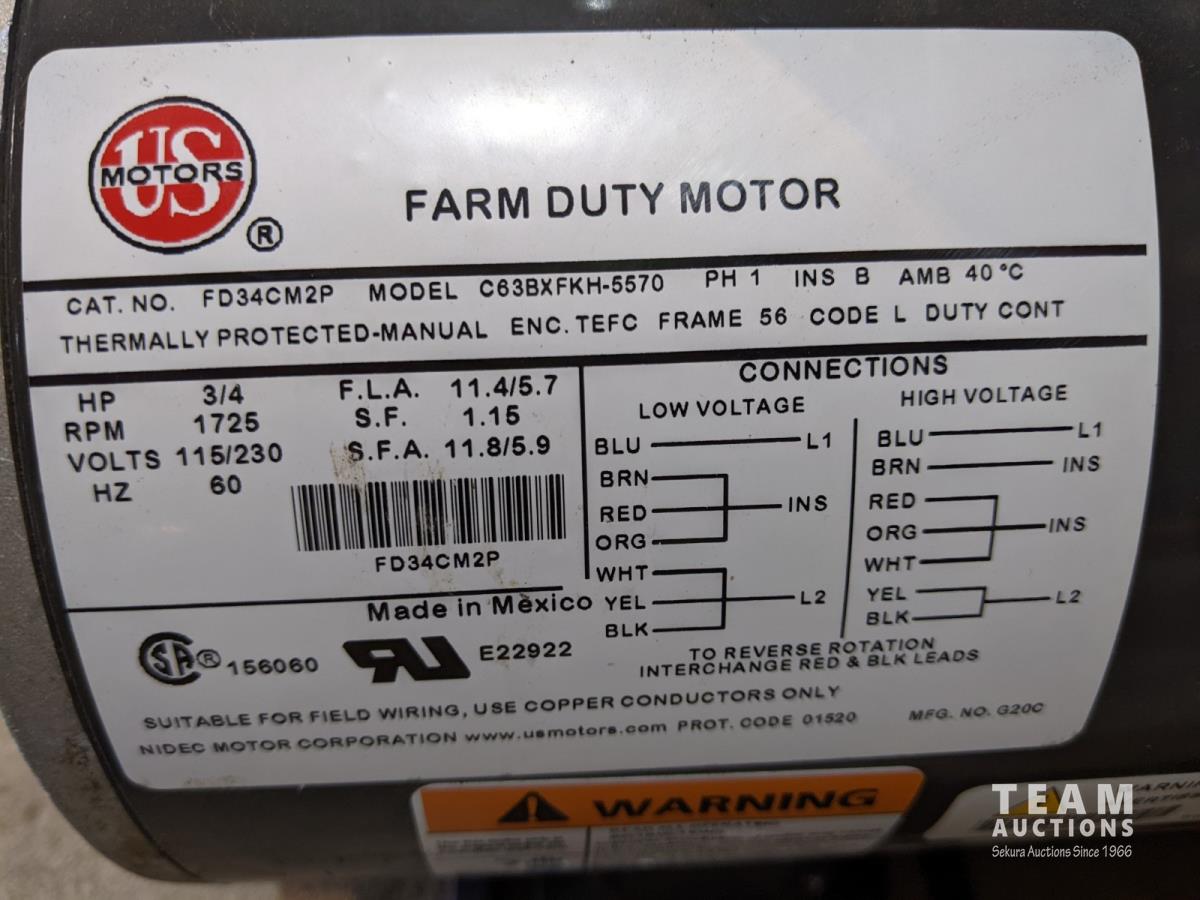 US
MOTORS
®
FARM DUTY MOTOR
CAT. NO. FD34CM2P MODEL C63BXFKH-5570 PH 1 INS B AMB 40 °C
THERMALLY PROTECTED-MANUAL ENC. TEFC FRAME 56 CODE L DUTY CONT
HP 3/4 F.L.A. 11.4/5.7
RPM 1725 S.F. 1.15
VOLTS 115/230 S.F.A. 11.8/5.9
HZ 60
FD34CM2P
Made in Mexico
CONNECTIONS
LOW VOLTAGE
BLU L1
BRN
RED INS
ORG
WHT
YEL L2
BLK
HIGH VOLTAGE
BLU L1
BRN INS
RED
ORG INS
WHT
YEL
BLK L2
TO REVERSE ROTATION
INTERCHANGE RED & BLK LEADS
SA ® 156060 RU E22922
SUITABLE FOR FIELD WIRING, USE COPPER CONDUCTORS ONLY
NIDEC MOTOR CORPORATION www.usmotors.com PROT. CODE 01520 MFG. NO. G20C
WARNING
TEAM
AUCTIONS
Sekura Auctions Since 1966